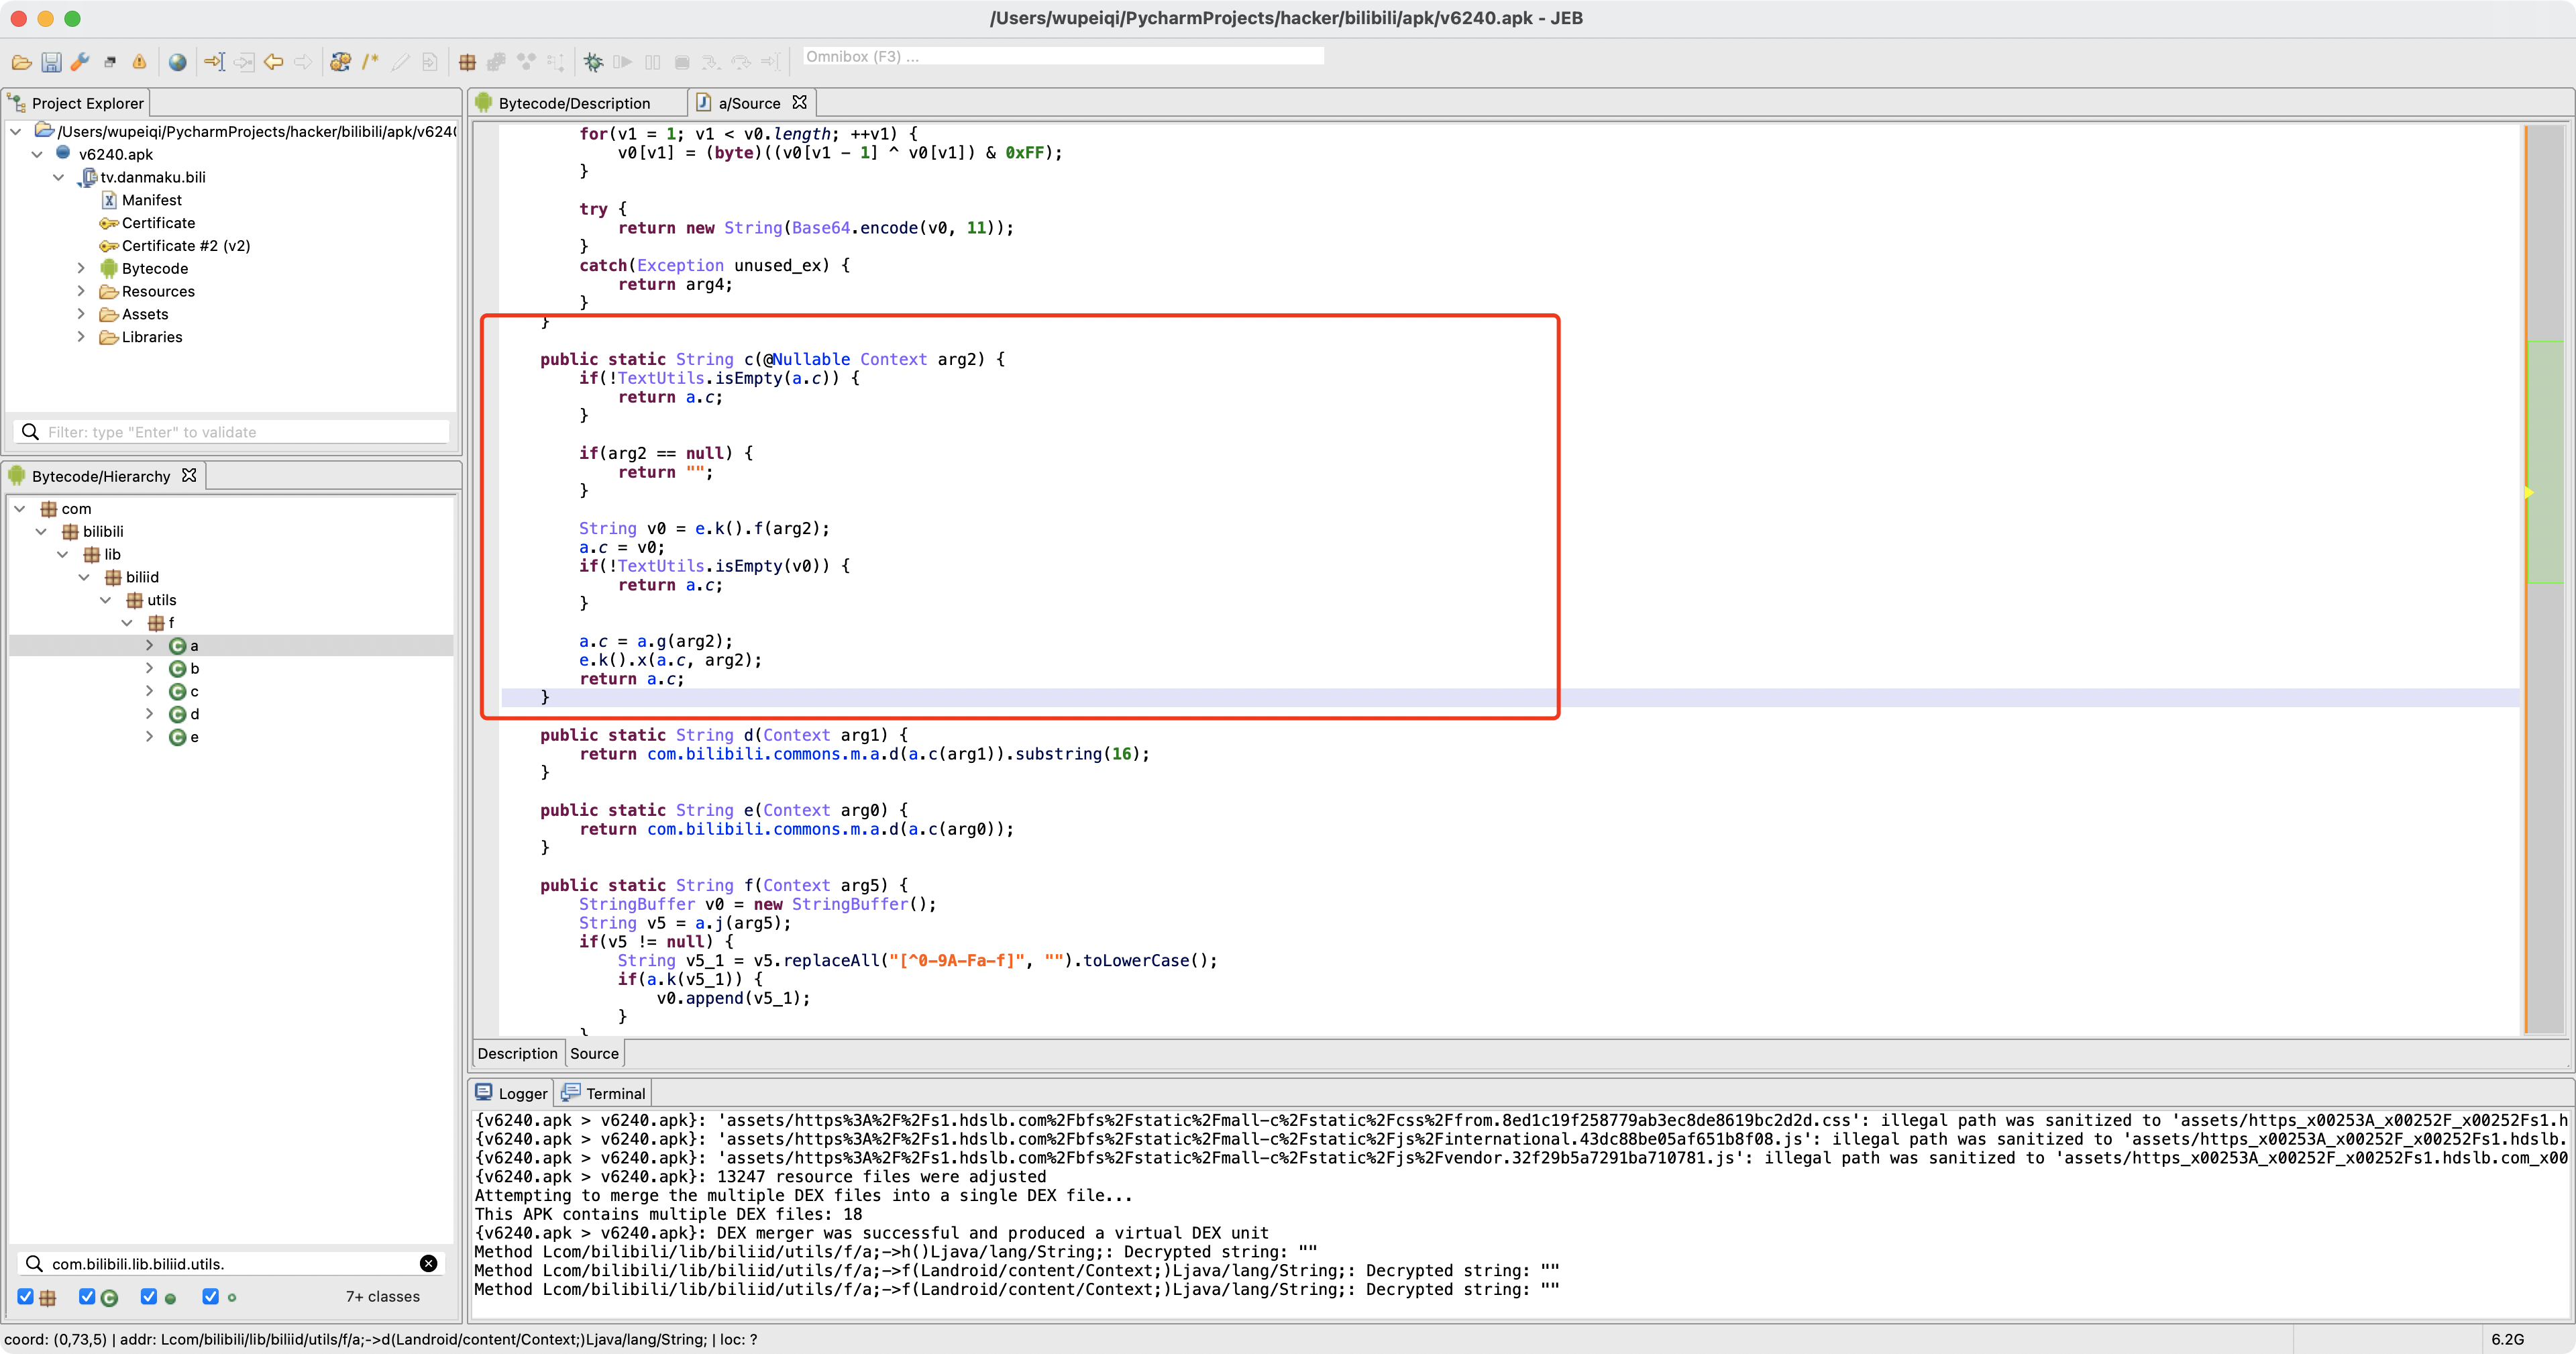 /Users/wupeiqi/PycharmProjects/hacker/bilibili/apk/v6240.apk - JEB
Omnibox (F3) ...
Project Explorer
/Users/wupeiqi/PycharmProjects/hacker/bilibili/apk/v624
v6240.apk
tv.danmaku.bili
Manifest
Certificate
Certificate #2 (v2)
Bytecode
Resources
Assets
Libraries
Filter: type "Enter" to validate
Bytecode/Hierarchy
com
bilibili
lib
biliid
utils
f
a
b
c
d
e
com.bilibili.lib.biliid.utils.
7+ classes
Bytecode/Description
a/Source
for(v1 = 1; v1 < v0.length; ++v1) {
v0[v1] = (byte)((v0[v1 - 1] ^ v0[v1]) & 0xFF);
}
try {
return new String(Base64.encode(v0, 11));
}
catch(Exception unused_ex) {
return arg4;
}
}
public static String c(@Nullable Context arg2) {
if(!TextUtils.isEmpty(a.c)) {
return a.c;
}
if(arg2 == null) {
return "";
}
String v0 = e.k().f(arg2);
a.c = v0;
if(!TextUtils.isEmpty(v0)) {
return a.c;
}
a.c = a.g(arg2);
e.k().x(a.c, arg2);
return a.c;
}
public static String d(Context arg1) {
return com.bilibili.commons.m.a.d(a.c(arg1)).substring(16);
}
public static String e(Context arg0) {
return com.bilibili.commons.m.a.d(a.c(arg0));
}
public static String f(Context arg5) {
StringBuffer v0 = new StringBuffer();
String v5 = a.j(arg5);
if(v5 != null) {
String v5_1 = v5.replaceAll("[^0-9A-Fa-f]", "").toLowerCase();
if(a.k(v5_1)) {
v0.append(v5_1);
}
}
Description
Source
Logger
Terminal
{v6240.apk > v6240.apk}: 'assets/https%3A%2F%2Fs1.hdslb.com%2Fbfs%2Fstatic%2Fmall-c%2Fstatic%2Fcss%2Ffrom.8ed1c19f258779ab3ec8de8619bc2d2d.css': illegal path was sanitized to 'assets/https_x00253A_x00252F_x00252Fs1.h
{v6240.apk > v6240.apk}: 'assets/https%3A%2F%2Fs1.hdslb.com%2Fbfs%2Fstatic%2Fmall-c%2Fstatic%2Fjs%2Finternational.43dc88be05af651b8f08.js': illegal path was sanitized to 'assets/https_x00253A_x00252F_x00252Fs1.hdslb.
{v6240.apk > v6240.apk}: 'assets/https%3A%2F%2Fs1.hdslb.com%2Fbfs%2Fstatic%2Fmall-c%2Fstatic%2Fjs%2Fvendor.32f29b5a7291ba710781.js': illegal path was sanitized to 'assets/https_x00253A_x00252F_x00252Fs1.hdslb.com_x00
{v6240.apk > v6240.apk}: 13247 resource files were adjusted
Attempting to merge the multiple DEX files into a single DEX file...
This APK contains multiple DEX files: 18
{v6240.apk > v6240.apk}: DEX merger was successful and produced a virtual DEX unit
Method Lcom/bilibili/lib/biliid/utils/f/a;->h()Ljava/lang/String;: Decrypted string: ""
Method Lcom/bilibili/lib/biliid/utils/f/a;->f(Landroid/content/Context;)Ljava/lang/String;: Decrypted string: ""
Method Lcom/bilibili/lib/biliid/utils/f/a;->f(Landroid/content/Context;)Ljava/lang/String;: Decrypted string: ""
coord: (0,73,5) | addr: Lcom/bilibili/lib/biliid/utils/f/a;->d(Landroid/content/Context;)Ljava/lang/String; | loc: ?
6.2G